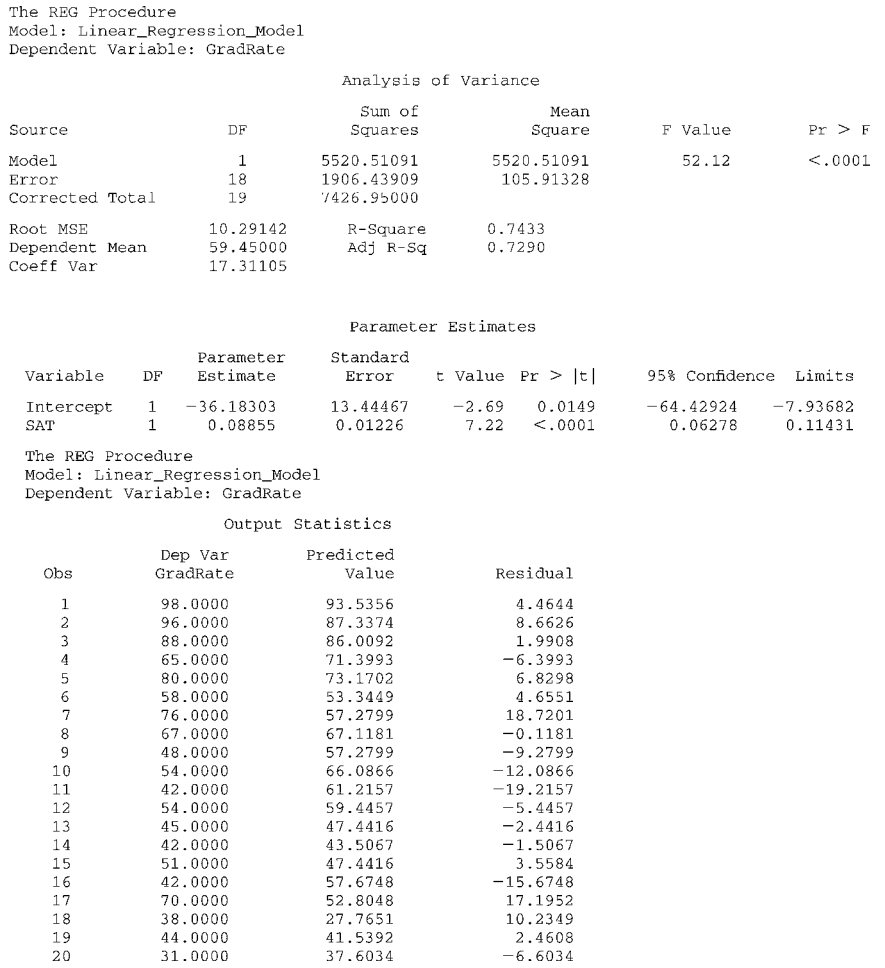 The REG Procedure
Model: Linear_Regression_Model
Dependent Variable: GradRate
Analysis of Variance
Sum of Mean
Source DF Squares Square F Value Pr > F
Model 1 5520.51091 5520.51091 52.12 <.0001
Error 18 1906.43909 105.91328
Corrected Total 19 7426.95000
Root MSE 10.29142 R-Square 0.7433
Dependent Mean 59.45000 Adj R-Sq 0.7290
Coeff Var 17.31105
Parameter Estimates
Parameter Standard
Variable DF Estimate Error t Value Pr > |t| 95% Confidence Limits
Intercept 1 −36.18303 13.44467 −2.69 0.0149 −64.42924 −7.93682
SAT 1 0.08855 0.01226 7.22 <.0001 0.06278 0.11431
The REG Procedure
Model: Linear_Regression_Model
Dependent Variable: GradRate
Output Statistics
Dep Var Predicted
Obs GradRate Value Residual
1 98.0000 93.5356 4.4644
2 96.0000 87.3374 8.6626
3 88.0000 86.0092 1.9908
4 65.0000 71.3993 −6.3993
5 80.0000 73.1702 6.8298
6 58.0000 53.3449 4.6551
7 76.0000 57.2799 18.7201
8 67.0000 67.1181 −0.1181
9 48.0000 57.2799 −9.2799
10 54.0000 66.0866 −12.0866
11 42.0000 61.2157 −19.2157
12 54.0000 59.4457 −5.4457
13 45.0000 47.4416 −2.4416
14 42.0000 43.5067 −1.5067
15 51.0000 47.4416 3.5584
16 42.0000 57.6748 −15.6748
17 70.0000 52.8048 17.1952
18 38.0000 27.7651 10.2349
19 44.0000 41.5392 2.4608
20 31.0000 37.6034 −6.6034